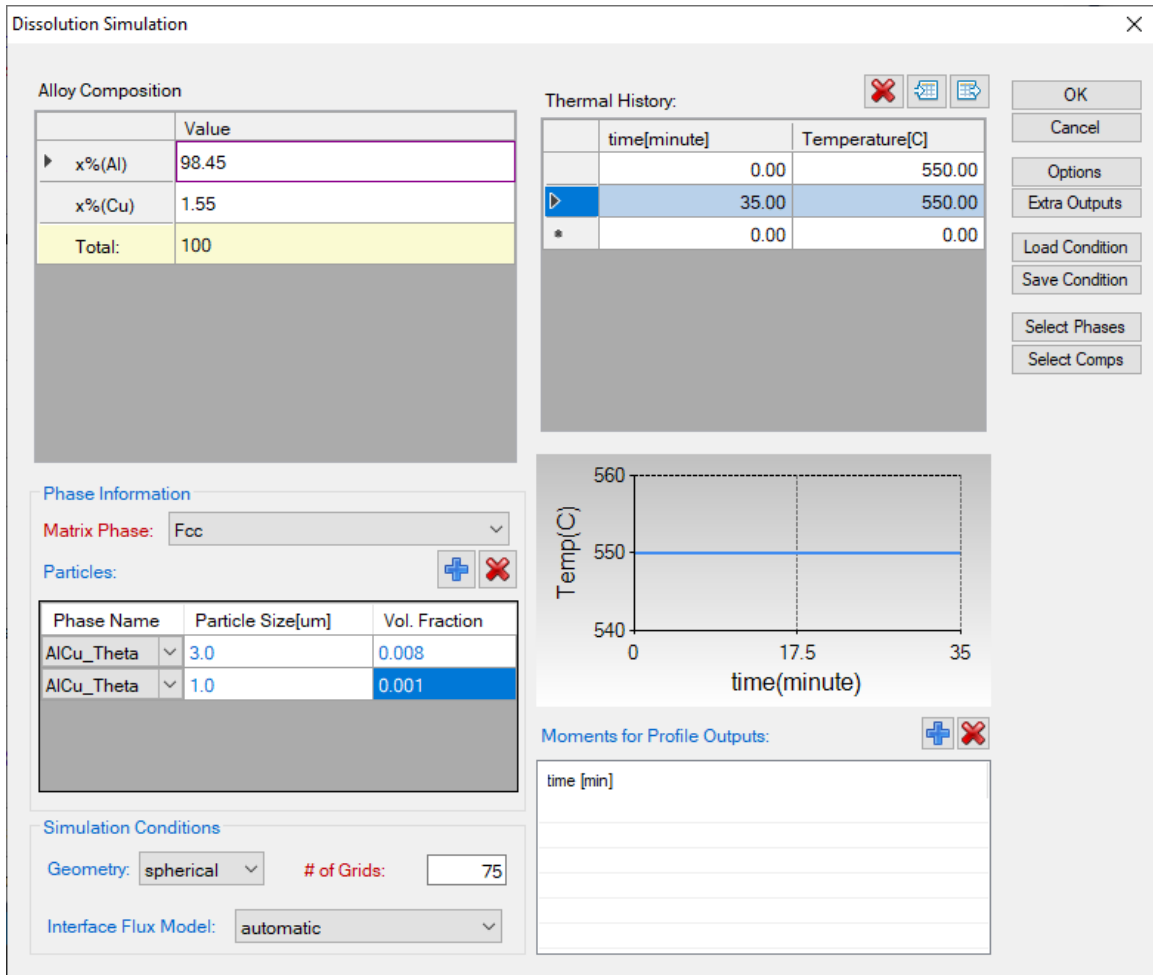 Dissolution Simulation
Alloy Composition
Value
x%(Al) 98.45
x%(Cu) 1.55
Total: 100
Phase Information
Matrix Phase: Fcc
Particles:
Phase Name Particle Size[um] Vol. Fraction
AlCu_Theta 3.0 0.008
AlCu_Theta 1.0 0.001
Simulation Conditions
Geometry: spherical # of Grids: 75
Interface Flux Model: automatic
Thermal History:
time[minute] Temperature[C]
0.00 550.00
35.00 550.00
* 0.00 0.00
Temp(C)
560
550
540
0 17.5 35
time(minute)
Moments for Profile Outputs:
time [min]
OK
Cancel
Options
Extra Outputs
Load Condition
Save Condition
Select Phases
Select Comps